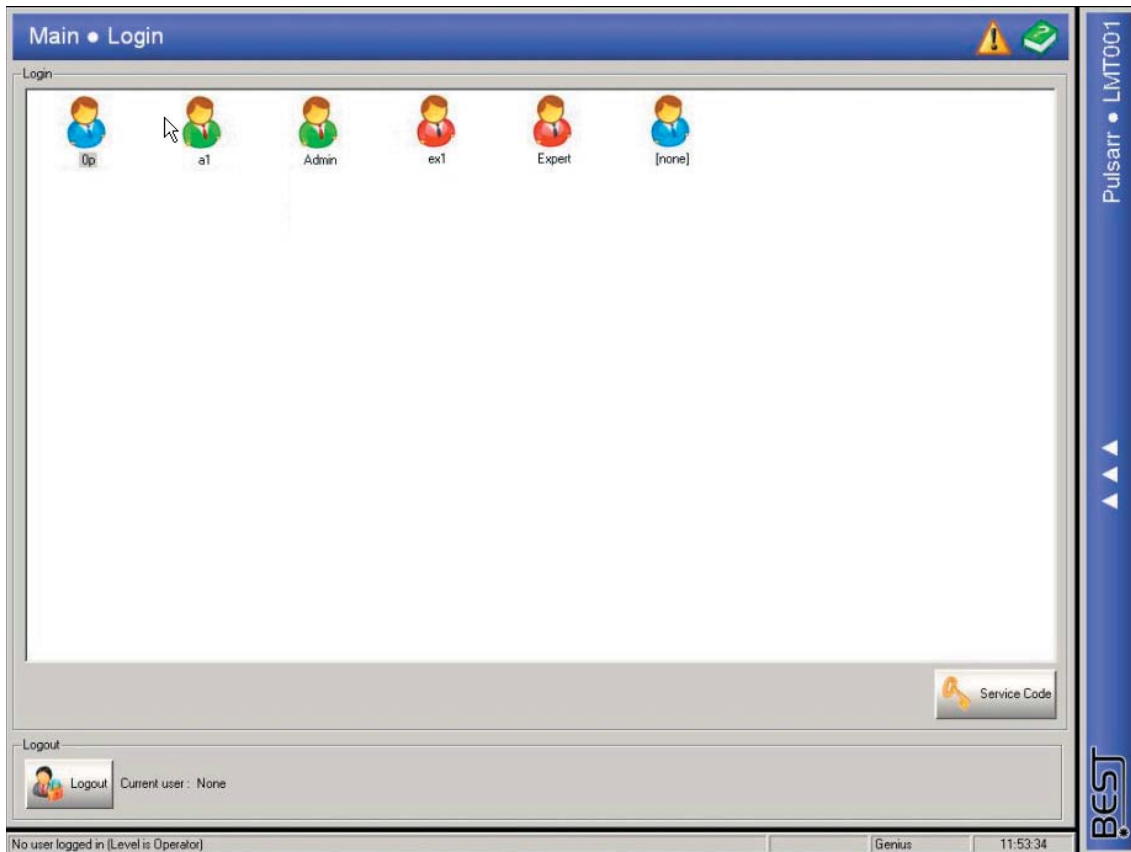 Main ● Login
Login
0p
a1
Admin
ex1
Expert
[none]
Service Code
Logout
Logout
Current user : None
No user logged in (Level is Operator)
Genius
11:53:34
Pulsarr ● LMT001
BEST